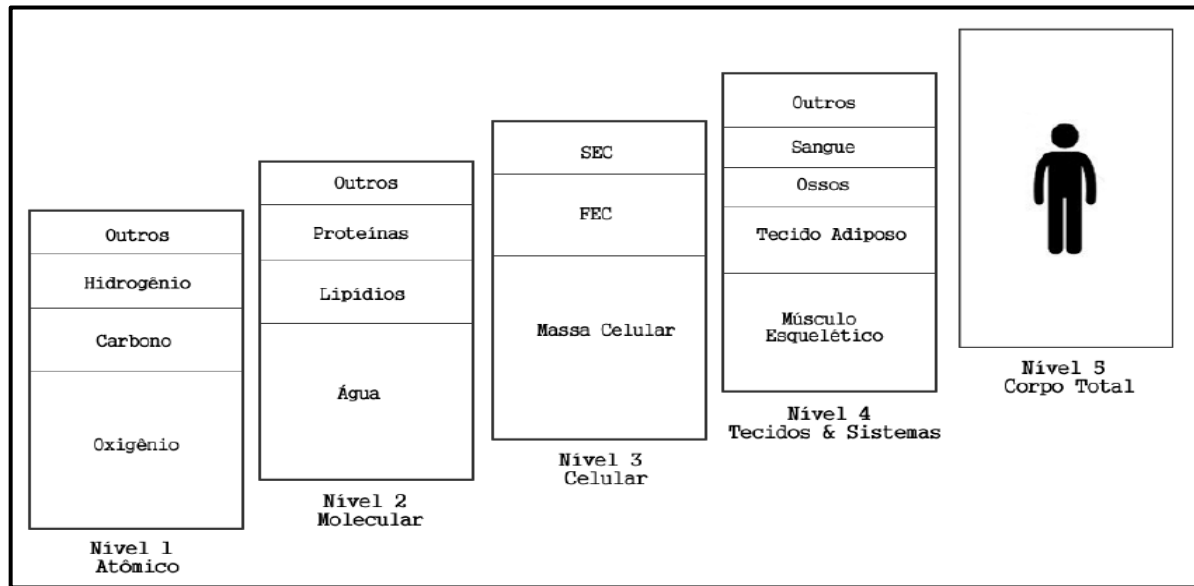 Outros
Hidrogênio
Carbono
Oxigênio
Nível 1
Atômico
Outros
Proteínas
Lipídios
Água
Nível 2
Molecular
SEC
FEC
Massa Celular
Nível 3
Celular
Outros
Sangue
Ossos
Tecido Adiposo
Músculo
Esquelético
Nível 4
Tecidos & Sistemas
Nível 5
Corpo Total